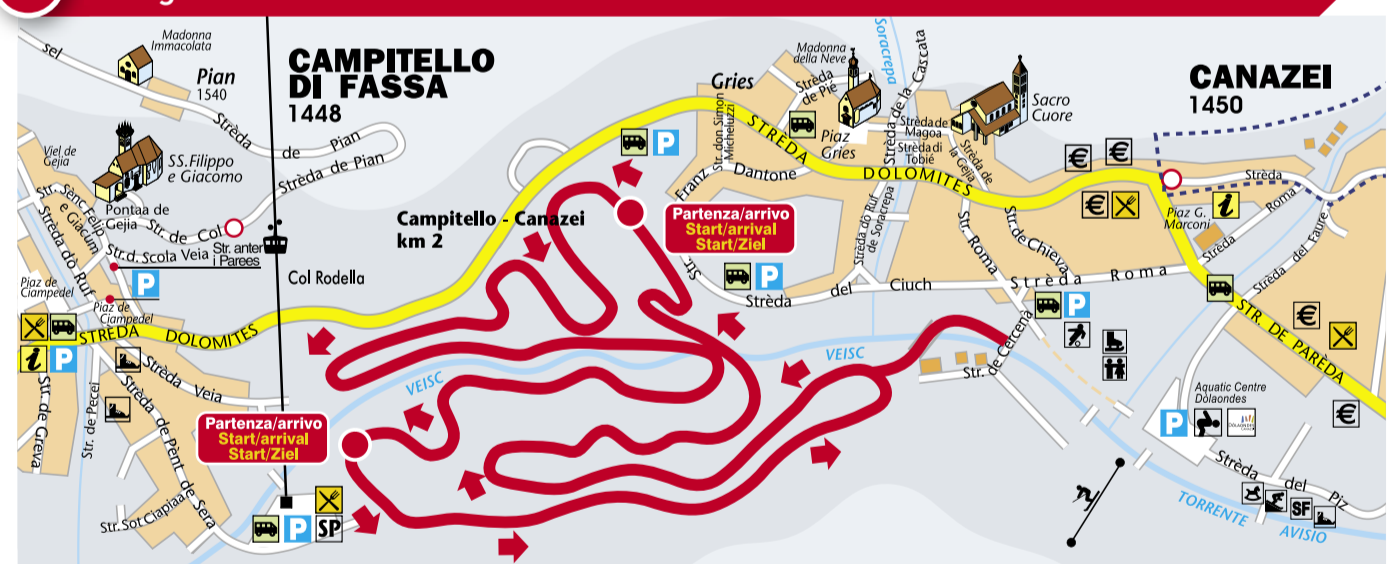 sel
Madonna
Immacolata
Pian
1540
CAMPITELLO
DI FASSA
1448
Strèda
de
Pian
Strèda de Pian
Viel de
Gejia
SS.Filippo
e Giacomo
Str. Sènc Felip
e Giacum
Pontaa de
Gejia
Str. de Col
Str.d. Scola Veia
Str. anter
i Parees
Strèda dò Ruf
P
Piaz de
Ciampedel
Piaz de
Ciampedel
STRÈDA
DOLOMITES
i
P
Str. de Greva
Str. de Pecei
Strèda Veia
Strèda de Pènt de Sera
Str. Sot Ciapiaa
Col Rodella
Campitello - Canazei
km 2
VEISC
Partenza/arrivo
Start/arrival
Start/Ziel
P
SP
Gries
Str. don Simon
Micheluzzi
P
STRÈDA
DOLOMITES
Madonna
della Neve
Strèda
de Pié
Piaz
Gries
Soracrepa
Strèda de la Cascata
Strèda de
Magoa
Strèda di
Tobié
Strèda de
la Gejia
Sacro
Cuore
Str.
Franz
Dantone
Partenza/arrivo
Start/arrival
Start/Ziel
P
Strèda
del
Ciuch
Strèda dò Ruf
de Soracrepa
Str. Roma
Str. de Chieva
Strèda
Roma
CANAZEI
1450
€
€
€
i
Piaz G.
Marconi
Strèda
Strèda
Roma
Strèda del Faure
STR. DE PARÈDA
€
€
P
VEISC
Str. de Cercena
Aquatic Centre
Dòlaondes
P
DÒLAONDES
Strèda
del
Piz
SF
TORRENTE
AVISIO